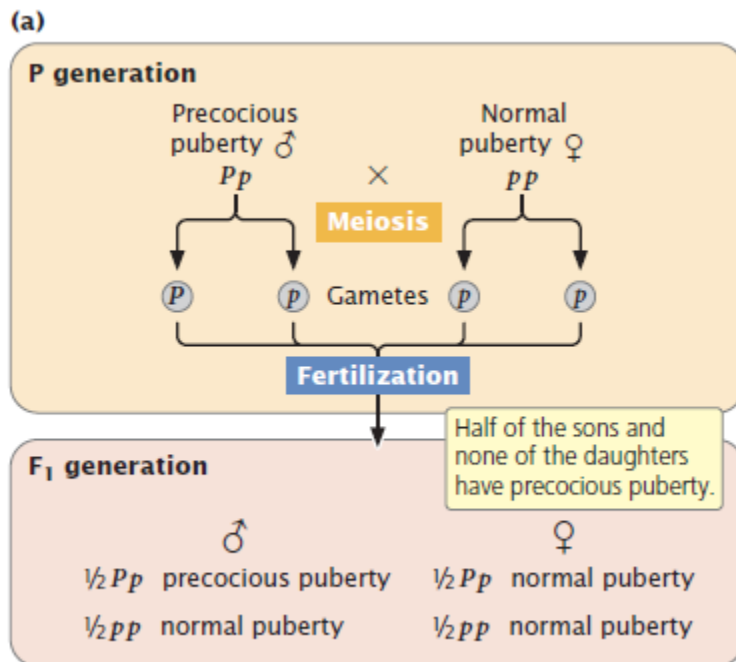 (a)
P generation
Precocious
puberty ♂
Pp
×
Normal
puberty ♀
pp
Meiosis
P
p
Gametes
p
p
Fertilization
Half of the sons and
none of the daughters
have precocious puberty.
F₁ generation
♂
♀
½ Pp precocious puberty
½ Pp normal puberty
½ pp normal puberty
½ pp normal puberty